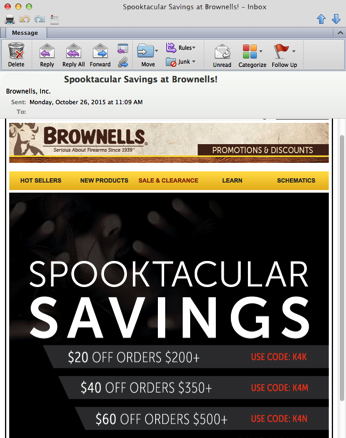 Spooktacular Savings at Brownells! – Inbox
Message
Delete
Reply
Reply All
Forward
Move
Rules
Junk
Unread
Categorize
Follow Up
Spooktacular Savings at Brownells!
Brownells, Inc.
Sent: Monday, October 26, 2015 at 11:09 AM
To:
BROWNELLS
Serious About Firearms Since 1939
PROMOTIONS & DISCOUNTS
HOT SELLERS NEW PRODUCTS SALE & CLEARANCE LEARN SCHEMATICS
SPOOKTACULAR
SAVINGS
$20 OFF ORDERS $200+ USE CODE: K4K
$40 OFF ORDERS $350+ USE CODE: K4M
$60 OFF ORDERS $500+ USE CODE: K4N